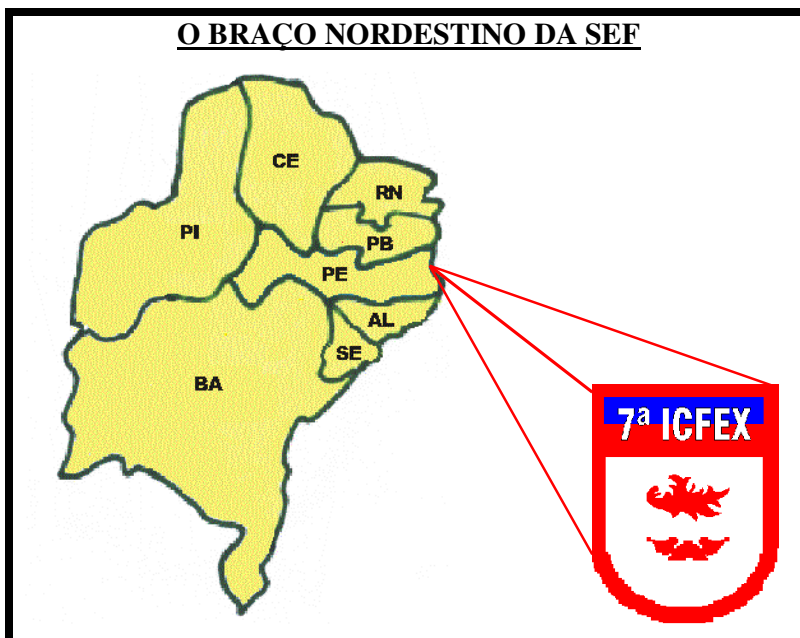 O BRAÇO NORDESTINO DA SEF
CE
RN
PI
PB
PE
AL
SE
BA
7ª ICFEX